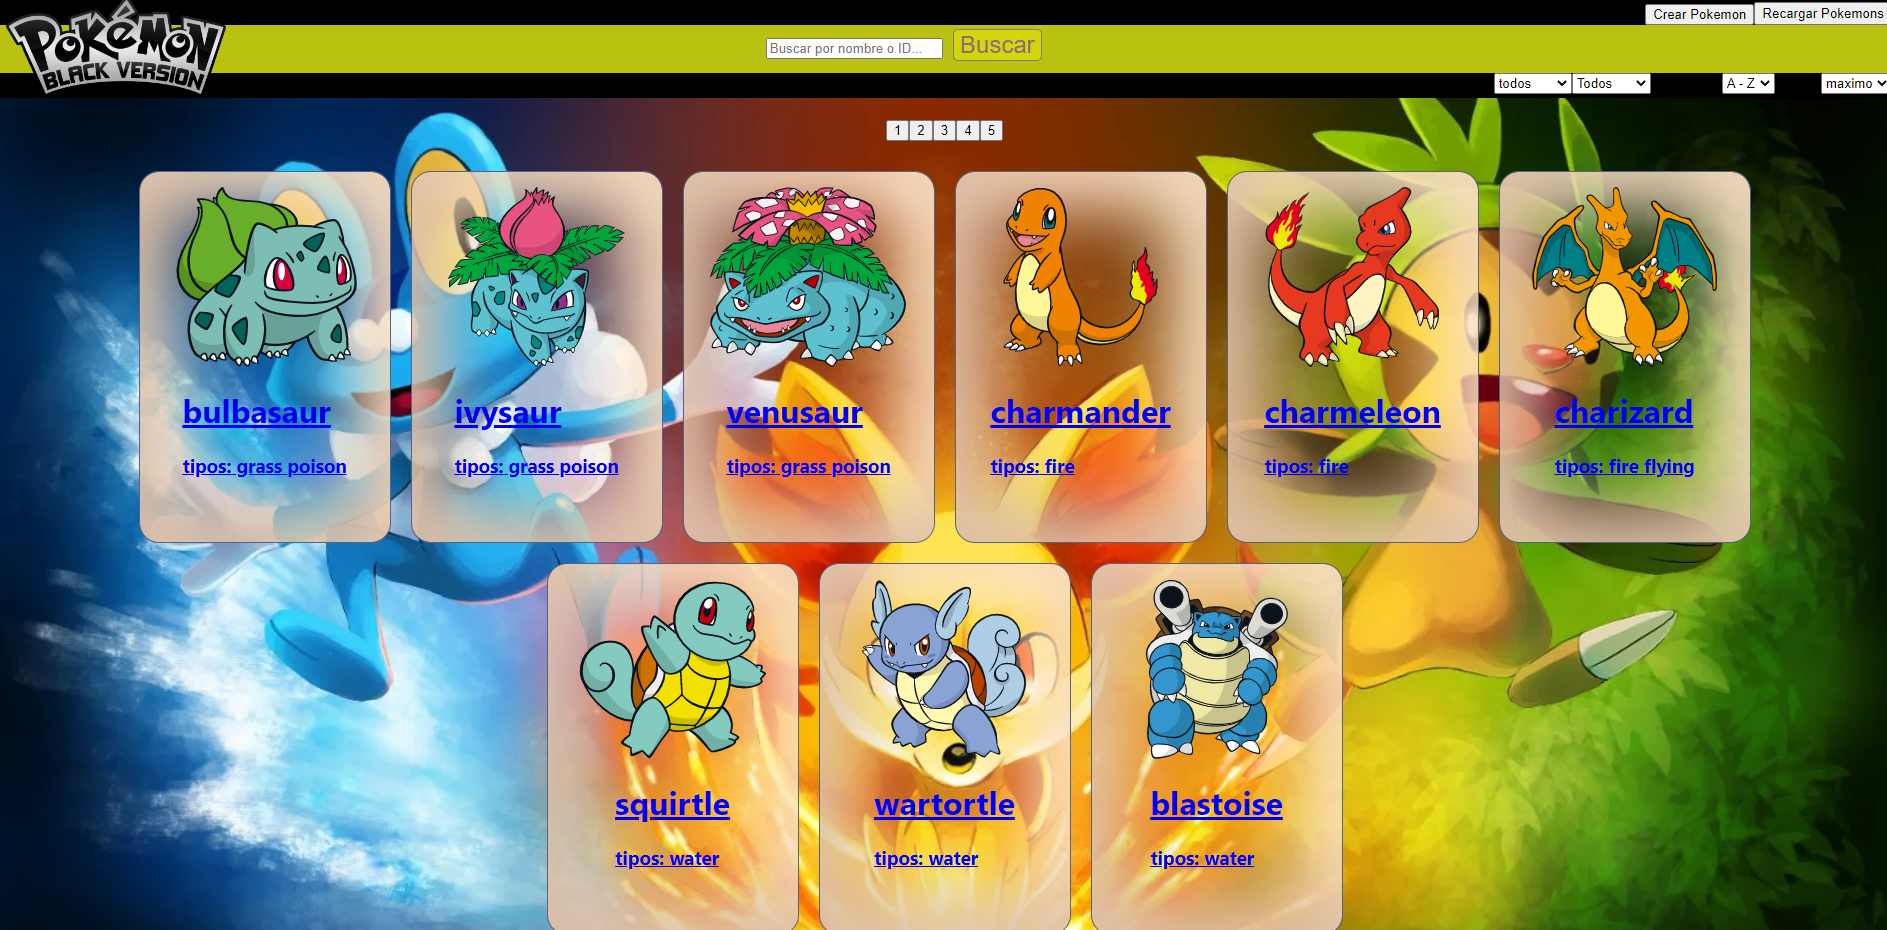 Pokémon
BLACK VERSION
Crear Pokemon Recargar Pokemons
Buscar por nombre o ID... Buscar
todos Todos A - Z maximo
1 2 3 4 5
bulbasaur
tipos: grass poison
ivysaur
tipos: grass poison
venusaur
tipos: grass poison
charmander
tipos: fire
charmeleon
tipos: fire
charizard
tipos: fire flying
squirtle
tipos: water
wartortle
tipos: water
blastoise
tipos: water